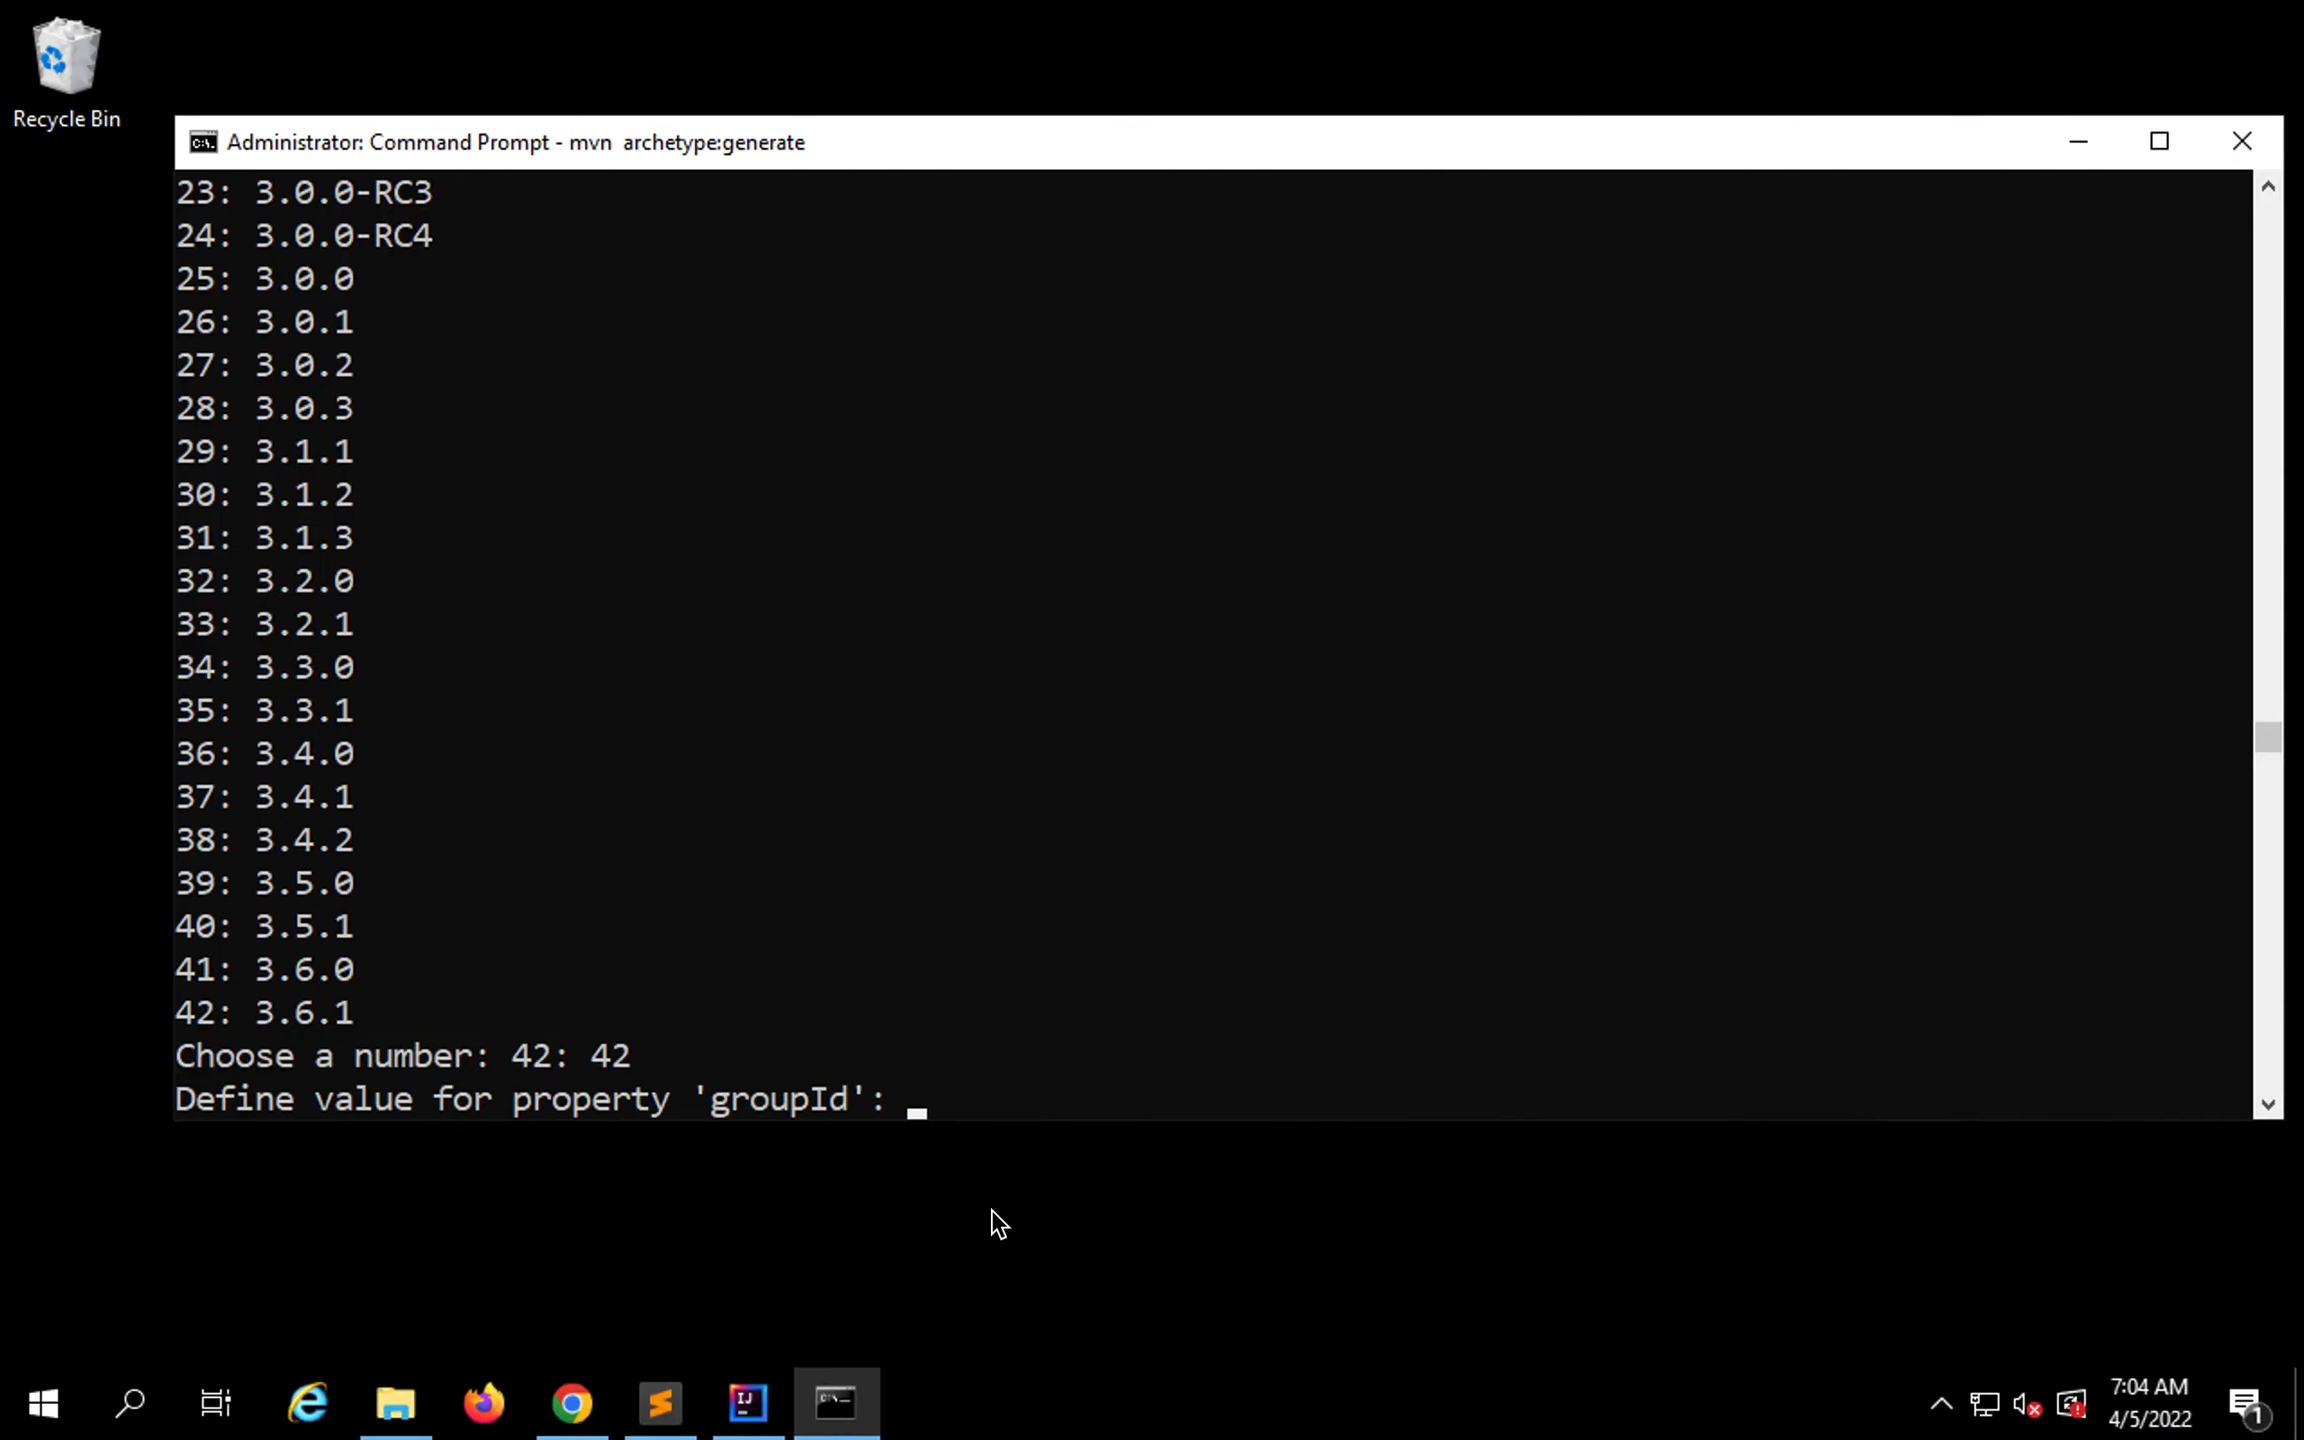 Recycle Bin
Administrator: Command Prompt - mvn  archetype:generate
23: 3.0.0-RC3
24: 3.0.0-RC4
25: 3.0.0
26: 3.0.1
27: 3.0.2
28: 3.0.3
29: 3.1.1
30: 3.1.2
31: 3.1.3
32: 3.2.0
33: 3.2.1
34: 3.3.0
35: 3.3.1
36: 3.4.0
37: 3.4.1
38: 3.4.2
39: 3.5.0
40: 3.5.1
41: 3.6.0
42: 3.6.1
Choose a number: 42: 42
Define value for property 'groupId':
7:04 AM
4/5/2022
1